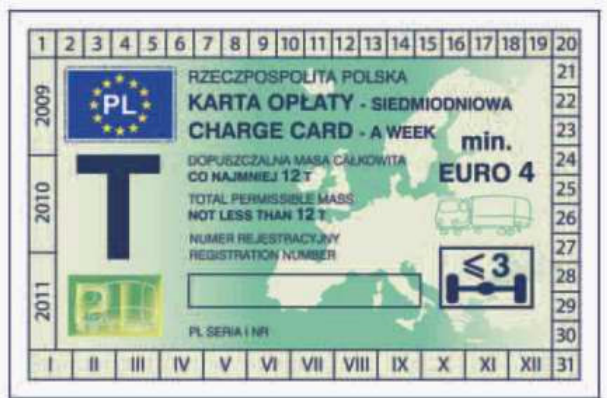 1 2 3 4 5 6 7 8 9 10 11 12 13 14 15 16 17 18 19 20
21
22
23
24
25
26
27
28
29
30
31
2009
2010
2011
PL
RZECZPOSPOLITA POLSKA
KARTA OPŁATY - SIEDMIODNIOWA
CHARGE CARD - A WEEK
min.
EURO 4
T
DOPUSZCZALNA MASA CAŁKOWITA
CO NAJMNIEJ 12 T
TOTAL PERMISSIBLE MASS
NOT LESS THAN 12 T
NUMER REJESTRACYJNY
REGISTRATION NUMBER
≤ 3
PL
PL SERIA I NR
I II III IV V VI VII VIII IX X XI XII